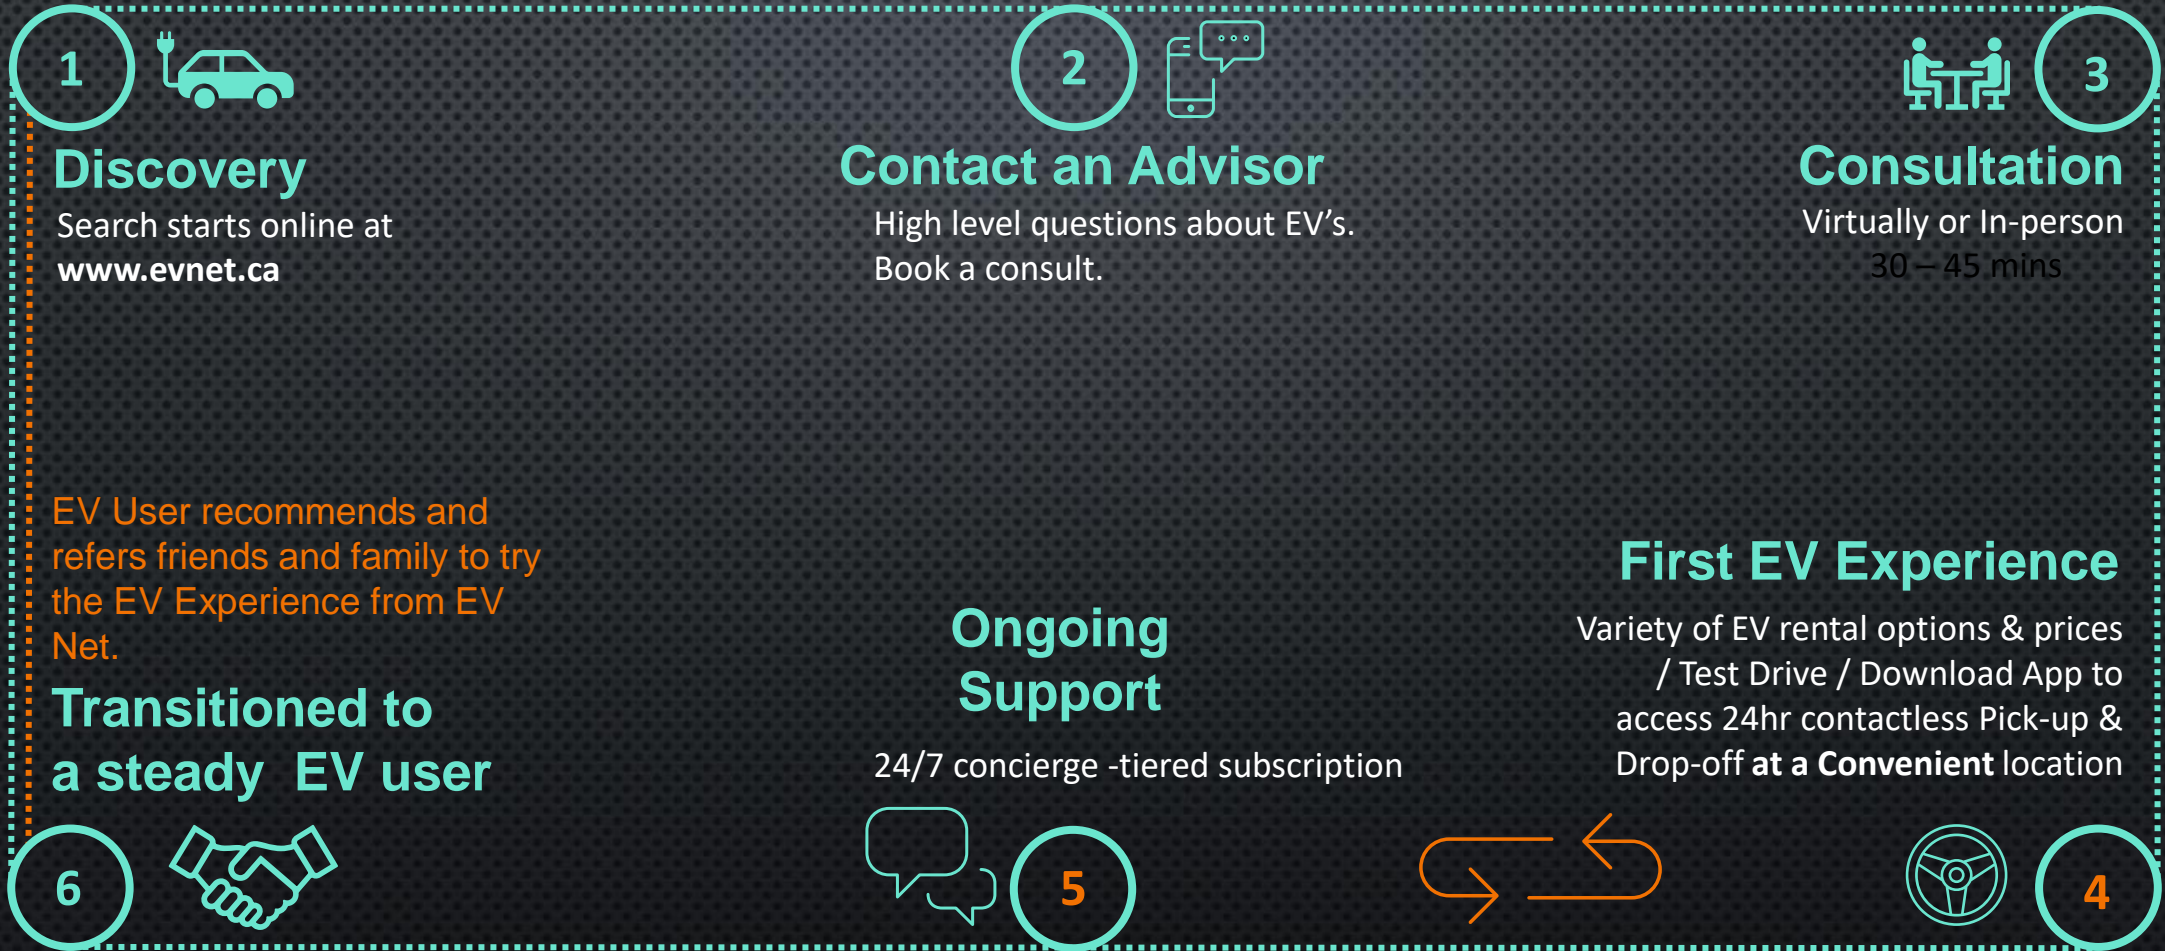 1
Discovery
Search starts online at
www.evnet.ca
2
Contact an Advisor
High level questions about EV’s.
Book a consult.
3
Consultation
Virtually or In-person
30 – 45 mins
First EV Experience
Variety of EV rental options & prices
/ Test Drive / Download App to
access 24hr contactless Pick-up &
Drop-off at a Convenient location
4
Ongoing
Support
24/7 concierge -tiered subscription
5
EV User recommends and
refers friends and family to try
the EV Experience from EV
Net.
Transitioned to
a steady  EV user
6